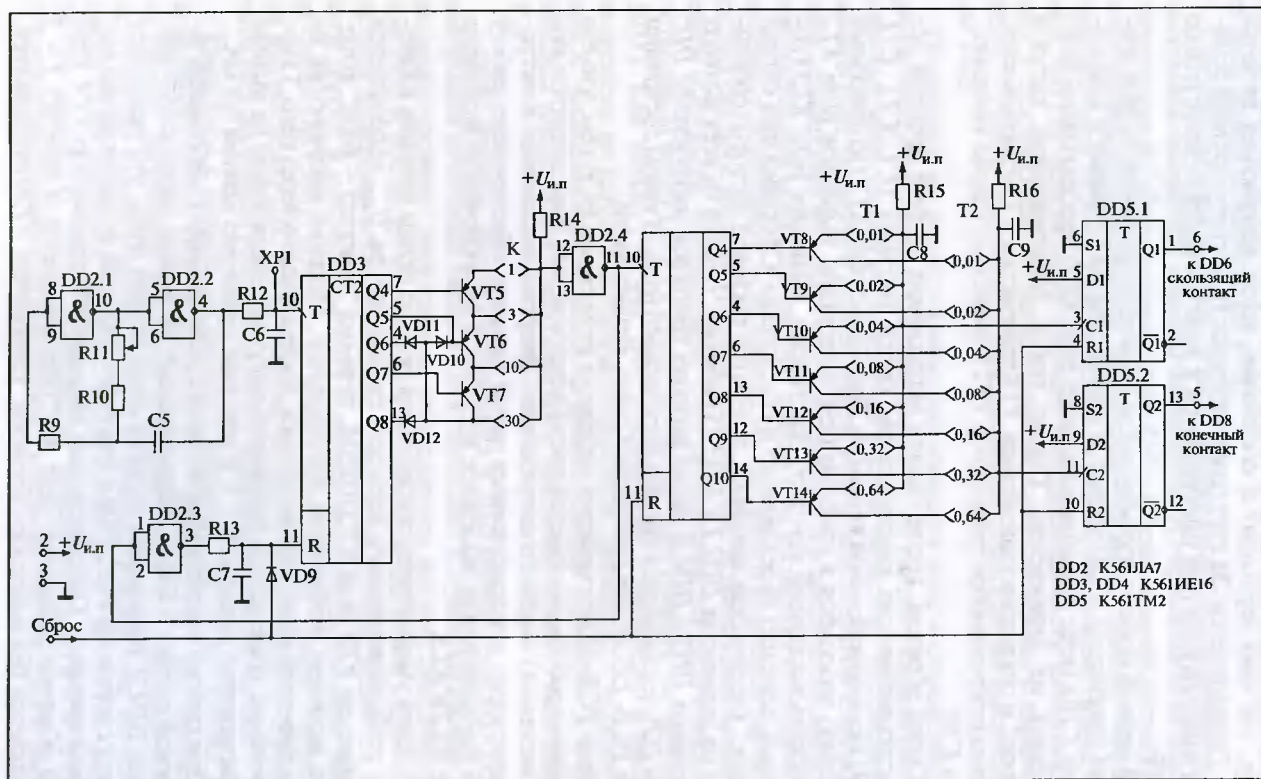 DD2.1
8
9
&
10
DD2.2
5
6
&
4
R11
R10
R9
C5
R12
XP1
C6
10
DD3
CT2
T
R
11
Q4
Q5
Q6
Q7
Q8
7
5
4
6
13
VD11
VD10
VD12
VT5
VT6
VT7
K
1
3
10
30
+Uи.п
R14
DD2.4
12
13
&
11
10
T
11
R
Q4
Q5
Q6
Q7
Q8
Q9
Q10
7
5
4
6
13
12
14
VT8
VT9
VT10
VT11
VT12
VT13
VT14
+Uи.п
T1
0,01
0,02
0,04
0,08
0,16
0,32
0,64
+Uи.п
R15
C8
T2
0,01
0,02
0,04
0,08
0,16
0,32
0,64
+Uи.п
R16
C9
DD5.1
T
6
S1
+Uи.п
5
D1
3
C1
4
R1
Q1
1
6
Q1
2
к DD6
скользящий
контакт
DD5.2
T
8
S2
+Uи.п
9
D2
11
C2
10
R2
Q2
13
5
Q2
12
к DD8
конечный
контакт
DD2.3
1
2
&
3
R13
C7
VD9
2 +Uи.п
3
Сброс
DD2 К561ЛА7
DD3, DD4 К561ИЕ16
DD5 К561ТМ2